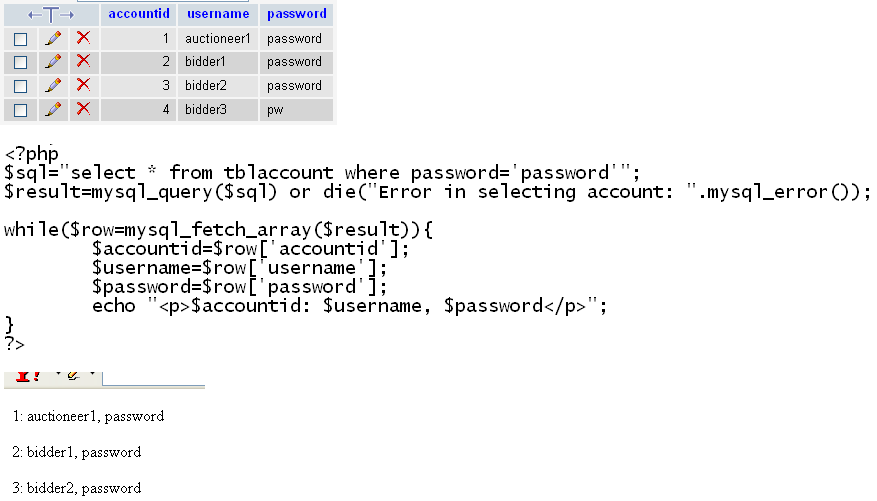 ←T→ accountid username password
1 auctioneer1 password
2 bidder1 password
3 bidder2 password
4 bidder3 pw
<?php
$sql="select * from tblaccount where password='password'";
$result=mysql_query($sql) or die("Error in selecting account: ".mysql_error());
while($row=mysql_fetch_array($result)){
$accountid=$row['accountid'];
$username=$row['username'];
$password=$row['password'];
echo "<p>$accountid: $username, $password</p>";
}
?>
1: auctioneer1, password
2: bidder1, password
3: bidder2, password